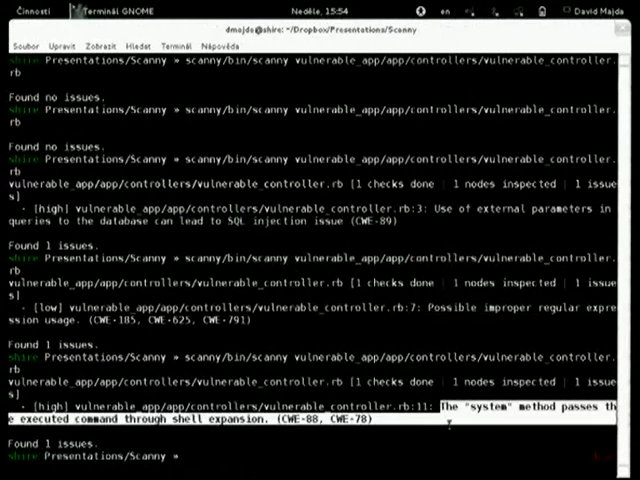 Činnosti Terminál GNOME Neděle, 15:54 en David Majda
dmajda@shire: ~/Dropbox/Presentations/Scanny
Soubor Upravit Zobrazit Hledat Terminál Nápověda
shire Presentations/Scanny » scanny/bin/scanny vulnerable_app/app/controllers/vulnerable_controller.
rb
Found no issues.
shire Presentations/Scanny » scanny/bin/scanny vulnerable_app/app/controllers/vulnerable_controller.
rb
Found no issues.
shire Presentations/Scanny » scanny/bin/scanny vulnerable_app/app/controllers/vulnerable_controller.
rb
vulnerable_app/app/controllers/vulnerable_controller.rb [1 checks done | 1 nodes inspected | 1 issue
s]
- [high] vulnerable_app/app/controllers/vulnerable_controller.rb:3: Use of external parameters in
queries to the database can lead to SQL injection issue (CWE-89)
Found 1 issues.
shire Presentations/Scanny » scanny/bin/scanny vulnerable_app/app/controllers/vulnerable_controller.
rb
vulnerable_app/app/controllers/vulnerable_controller.rb [1 checks done | 1 nodes inspected | 1 issue
s]
- [low] vulnerable_app/app/controllers/vulnerable_controller.rb:7: Possible improper regular expre
ssion usage. (CWE-185, CWE-625, CWE-791)
Found 1 issues.
shire Presentations/Scanny » scanny/bin/scanny vulnerable_app/app/controllers/vulnerable_controller.
rb
vulnerable_app/app/controllers/vulnerable_controller.rb [1 checks done | 1 nodes inspected | 1 issue
s]
- [high] vulnerable_app/app/controllers/vulnerable_controller.rb:11: The "system" method passes th
e executed command through shell expansion. (CWE-88, CWE-78)
Found 1 issues.
shire Presentations/Scanny »